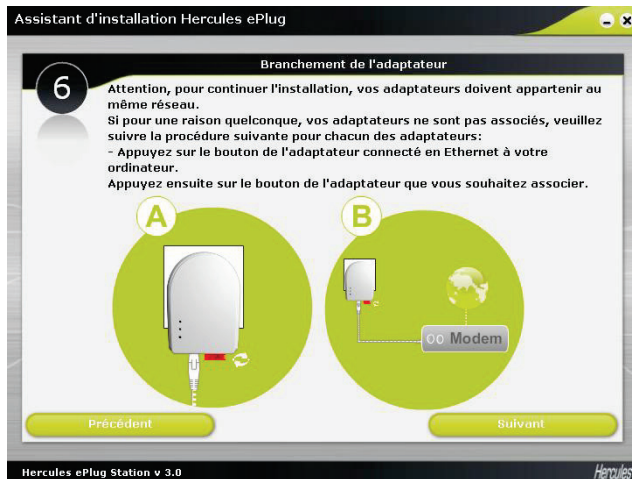 Assistant d'installation Hercules ePlug
Branchement de l'adaptateur
6
Attention, pour continuer l'installation, vos adaptateurs doivent appartenir au
même réseau.
Si pour une raison quelconque, vos adaptateurs ne sont pas associés, veuillez
suivre la procédure suivante pour chacun des adaptateurs:
- Appuyez sur le bouton de l'adaptateur connecté en Ethernet à votre
ordinateur.
Appuyez ensuite sur le bouton de l'adaptateur que vous souhaitez associer.
A
B
Modem
Précédent
Suivant
Hercules ePlug Station v 3.0
Hercules